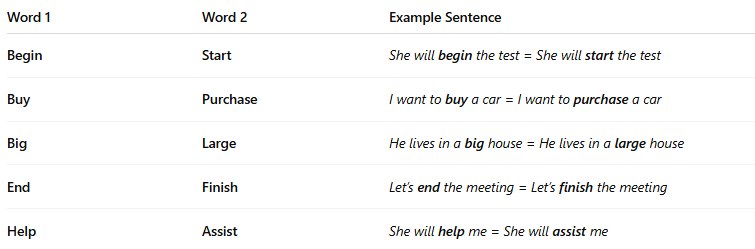 Word 1 Word 2 Example Sentence
Begin Start She will begin the test = She will start the test
Buy Purchase I want to buy a car = I want to purchase a car
Big Large He lives in a big house = He lives in a large house
End Finish Let's end the meeting = Let's finish the meeting
Help Assist She will help me = She will assist me